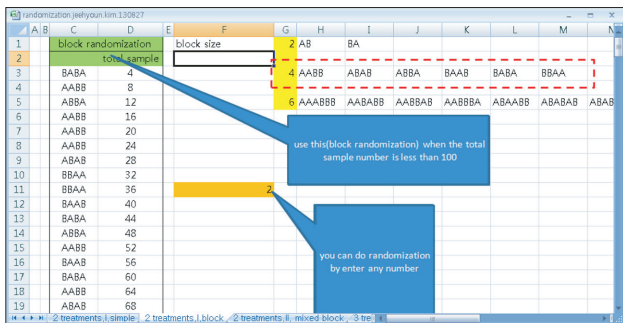 randomization.jeehyoun.kim.130627
A B C D E F G H I J K L M N
1 block randomization block size 2 AB BA
2 total_sample
3 BABA 4 4 AABB ABAB ABBA BAAB BABA BBAA
4 AABB 8
5 ABBA 12 6 AAABBB AABABB AABBAB AABBBA ABAABB ABABAB ABAB
6 AABB 16
7 AABB 20
8 AABB 24
9 ABAB 28
10 BBAA 32
11 BBAA 36 2
12 BAAB 40
13 BABA 44
14 ABBA 48
15 AABB 52
16 BAAB 56
17 BABA 60
18 AABB 64
19 ABAB 68
use this(block randomization) when the total
sample number is less than 100
you can do randomization
by enter any number
2 treatments,I,simple 2 treatments,I,block 2 treatments,II, mixed block 3 tre